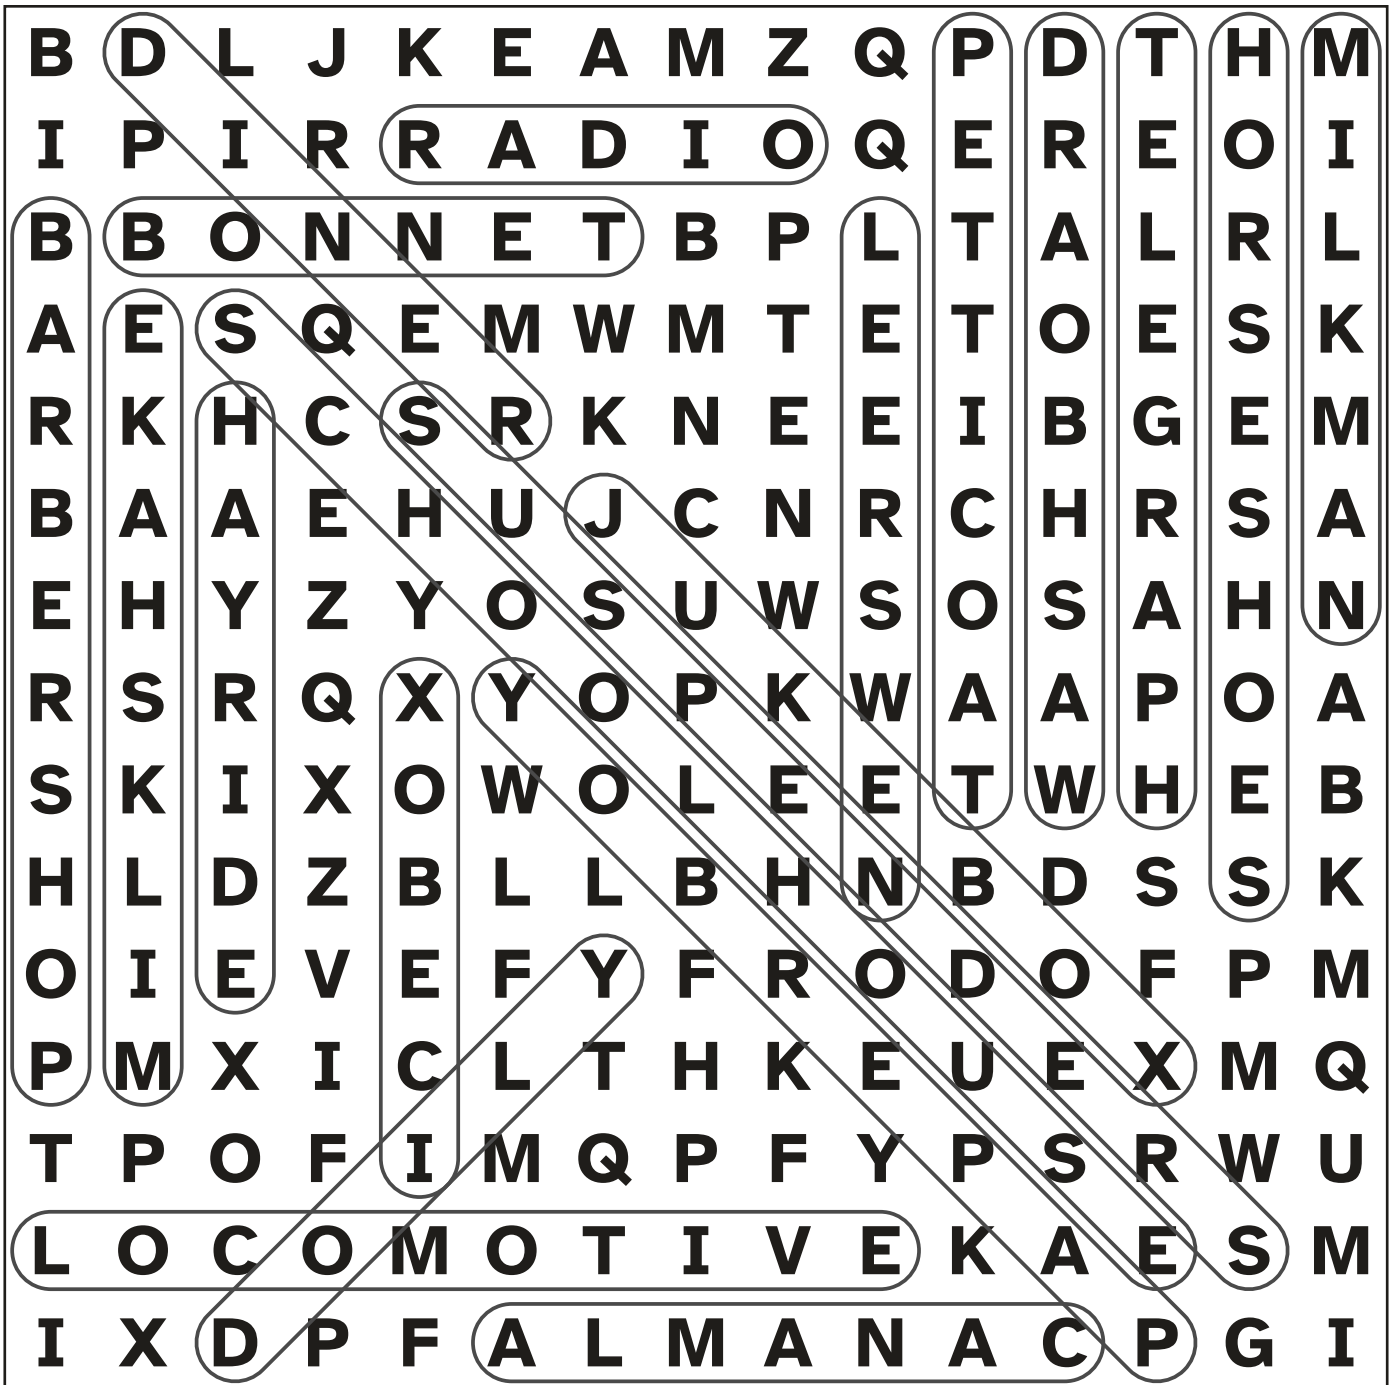 B D L J K E A M Z Q P D T H M
I P I R R A D I O Q E R E O I
B B O N N E T B P L T A L R L
A E S Q E M W M T E T O E S K
R K H C S R K N E E I B G E M
B A A E H U J C N R C H R S A
E H Y Z Y O S U W S O S A H N
R S R Q X Y O P K W A A P O A
S K I X O W O L E E T W H E B
H L D Z B L L B H N B D S S K
O I E V E F Y F R O D O F P M
P M X I C L T H K E U E X M Q
T P O F I M Q P F Y P S R W U
L O C O M O T I V E K A E S M
I X D P F A L M A N A C P G I